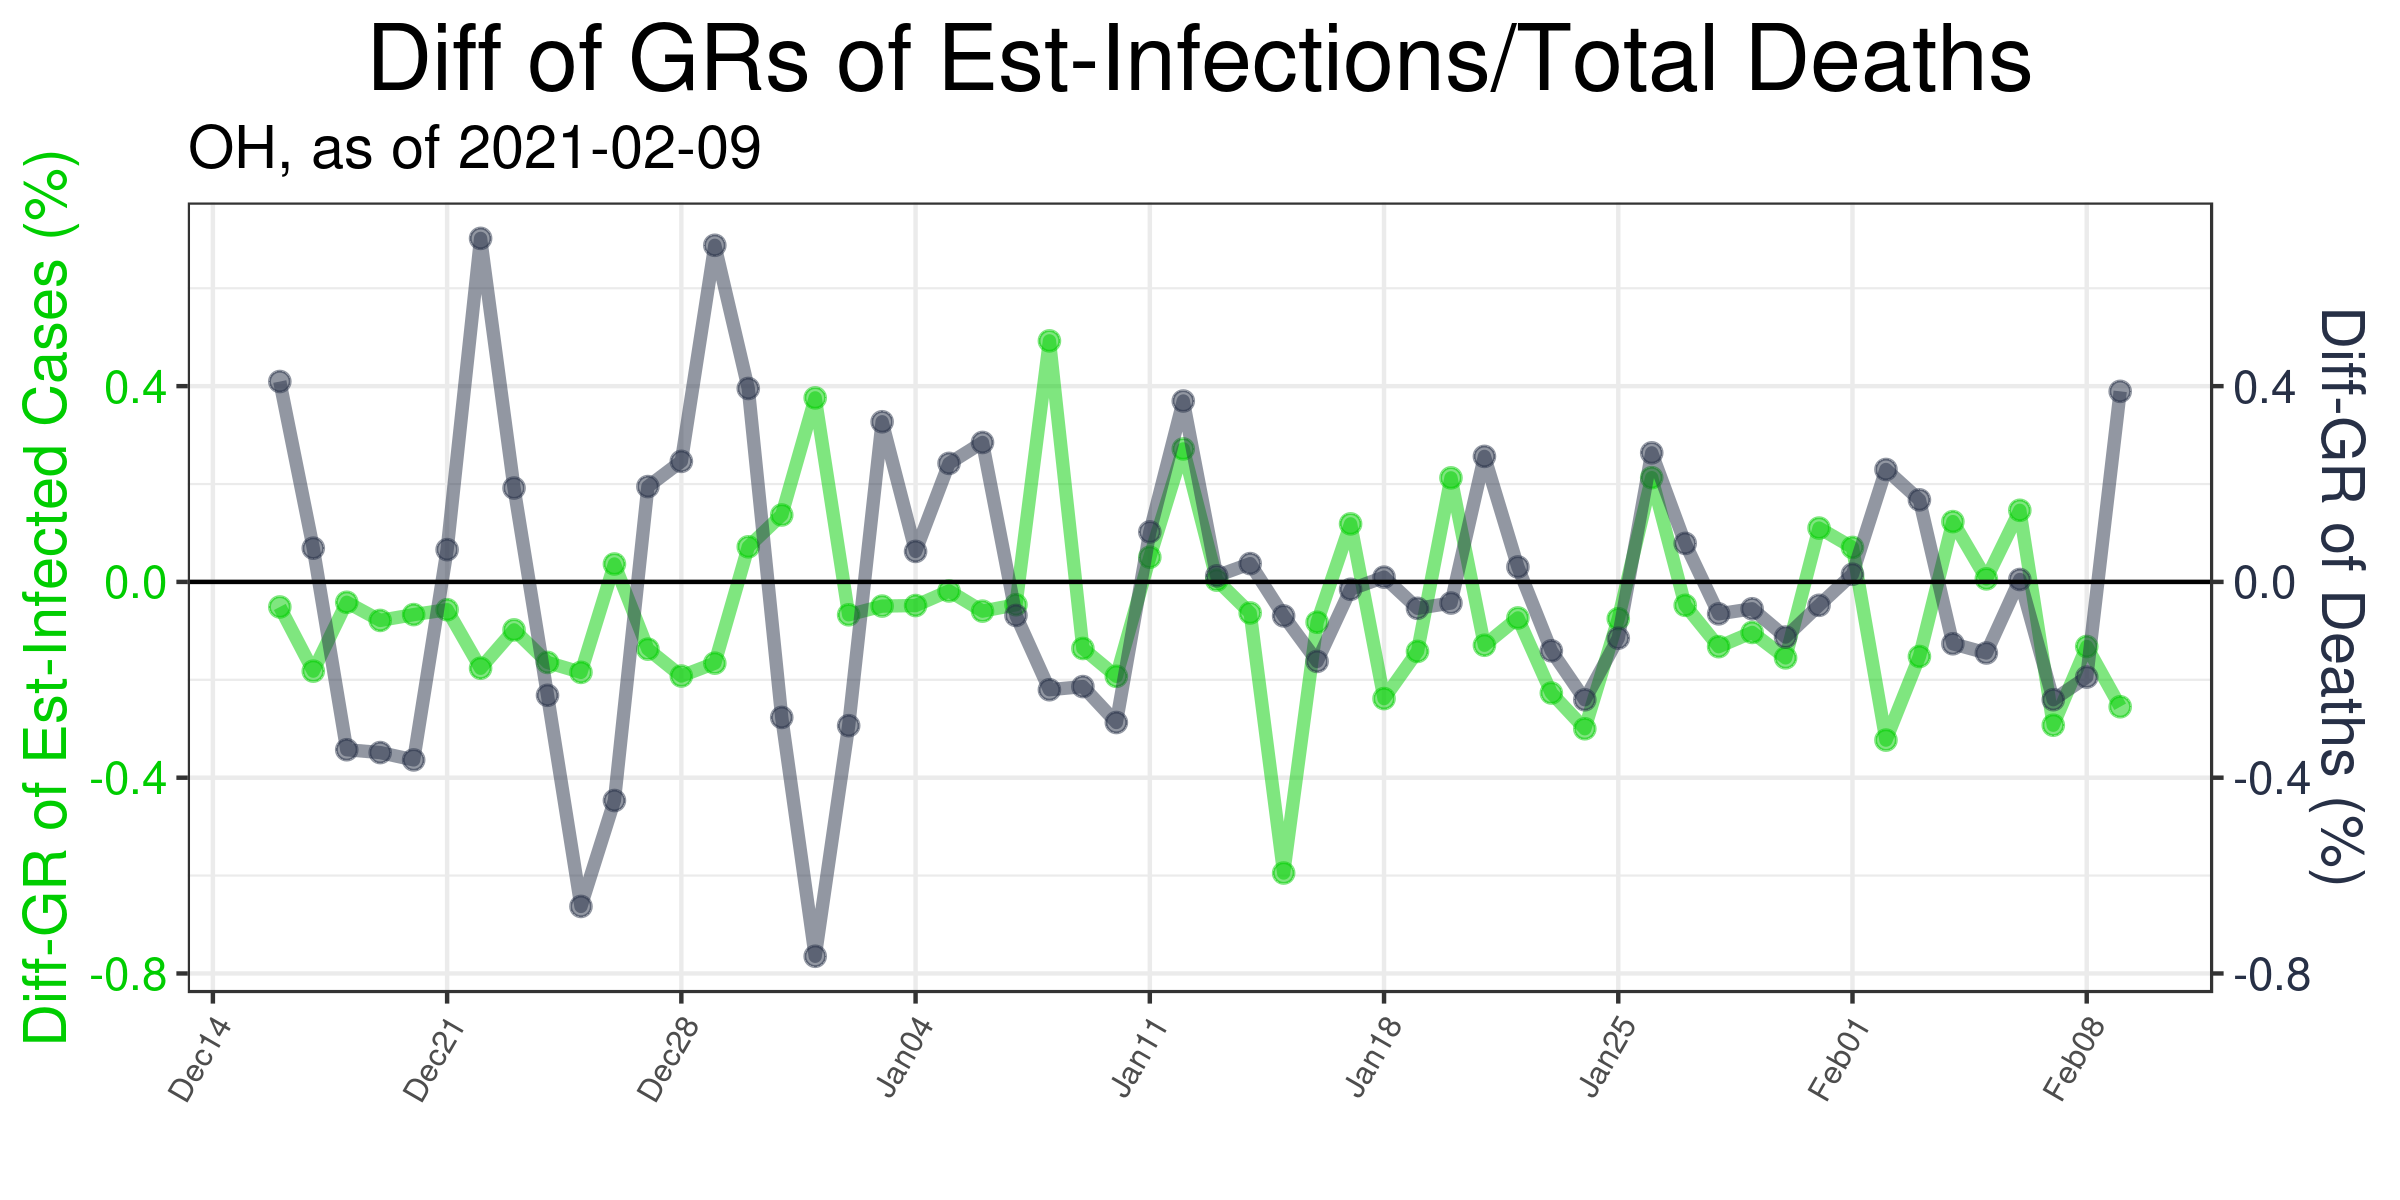 Diff of GRs of Est-Infections/Total Deaths
OH, as of 2021-02-09
Diff-GR of Est-Infected Cases (%)
0.4
0.0
-0.4
-0.8
0.4
0.0
-0.4
-0.8
Diff-GR of Deaths (%)
Dec14
Dec21
Dec28
Jan04
Jan11
Jan18
Jan25
Feb01
Feb08